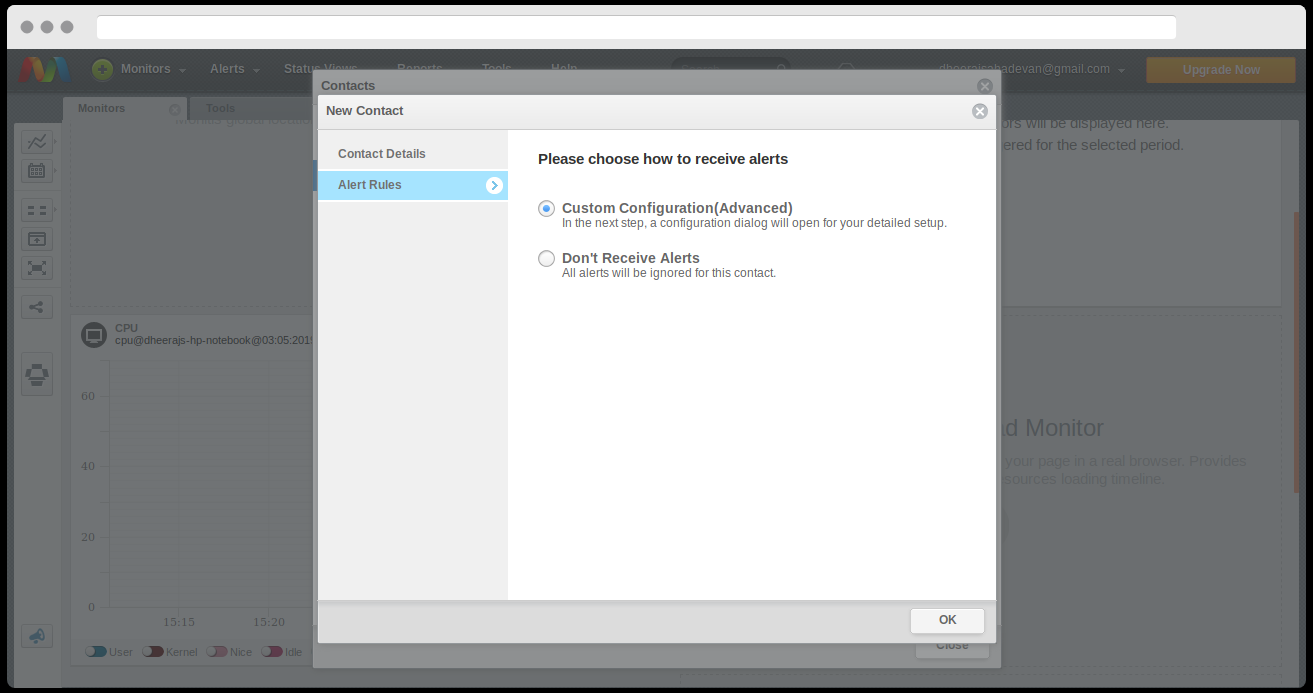 Monitors
Alerts
Status Views
Reports
Tools
Help
Search
dheerajsahadevan@gmail.com
Upgrade Now
Contacts
Monitors
Tools
New Contact
ors will be displayed here.
ered for the selected period.
Contact Details
Alert Rules
Please choose how to receive alerts
Custom Configuration(Advanced)
In the next step, a configuration dialog will open for your detailed setup.
Don't Receive Alerts
All alerts will be ignored for this contact.
CPU
cpu@dheerajs-hp-notebook@03:05:2015
60
40
20
0
15:15
15:20
User
Kernel
Nice
Idle
ad Monitor
your page in a real browser. Provides
sources loading timeline.
OK
Close